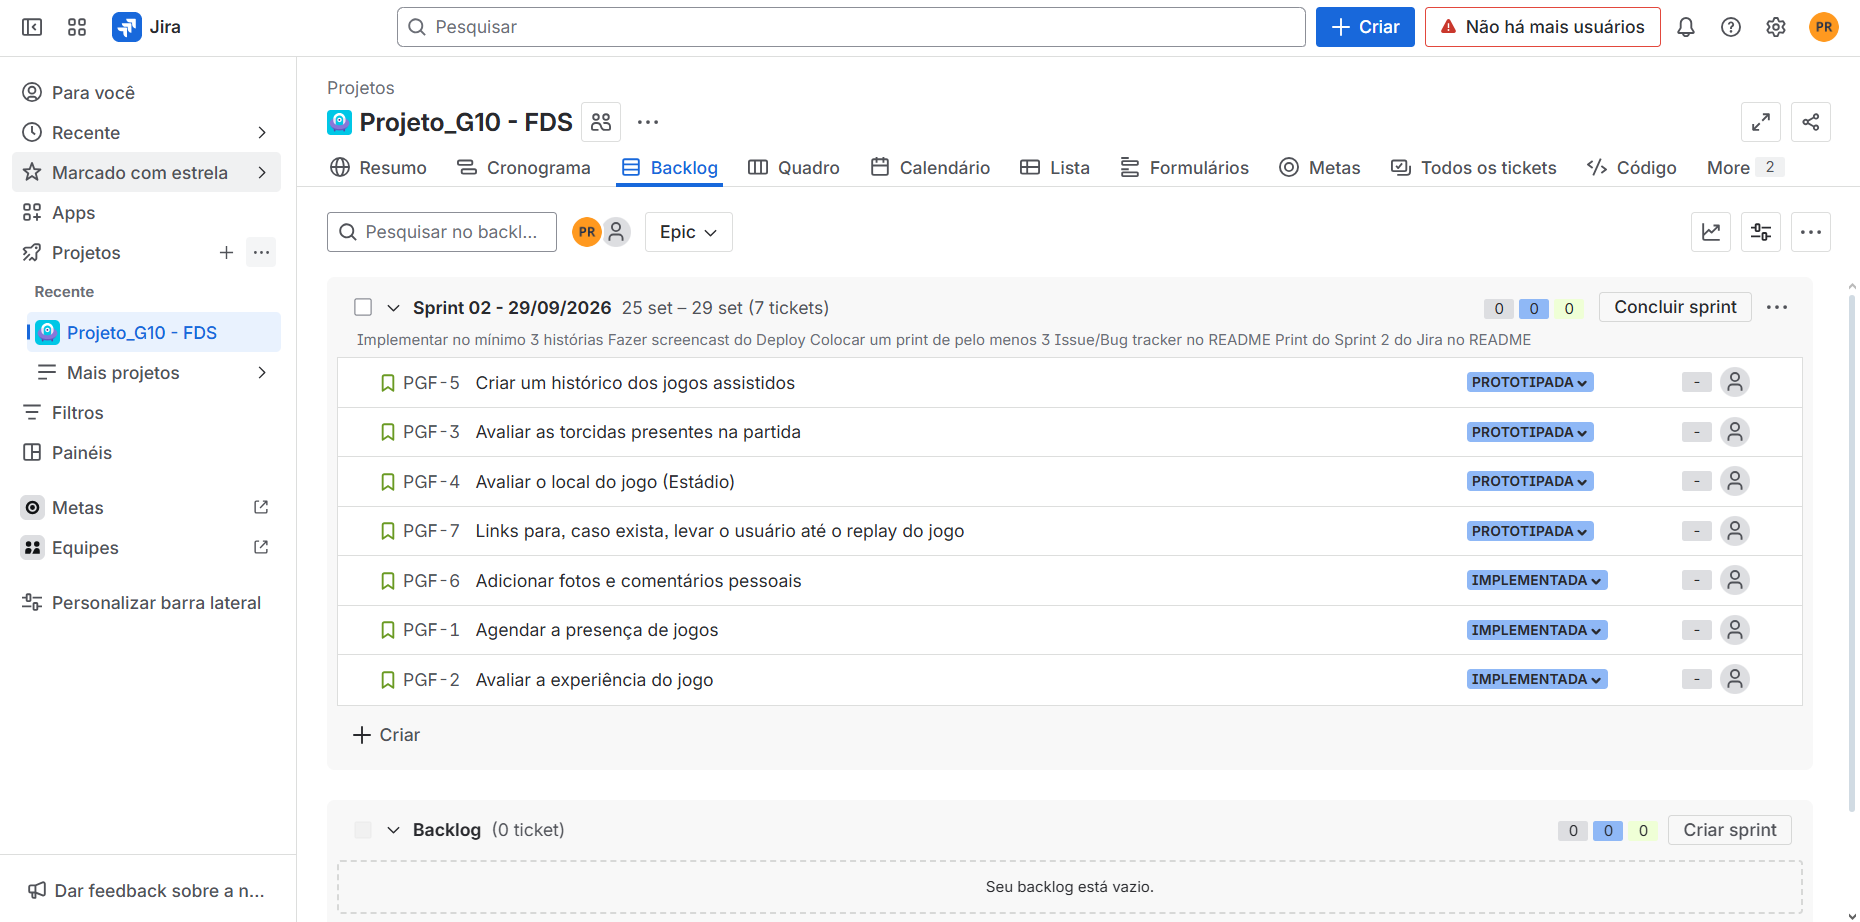 Jira
Pesquisar
Criar
Não há mais usuários
PR
Para você
Recente
Marcado com estrela
Apps
Projetos
Recente
Projeto_G10 - FDS
Mais projetos
Filtros
Painéis
Metas
Equipes
Personalizar barra lateral
Dar feedback sobre a n...
Projetos
Projeto_G10 - FDS
Resumo Cronograma Backlog Quadro Calendário Lista Formulários Metas Todos os tickets Código More 2
Pesquisar no backl... PR Epic
Sprint 02 - 29/09/2026 25 set – 29 set (7 tickets) 0 0 0 Concluir sprint
Implementar no mínimo 3 histórias Fazer screencast do Deploy Colocar um print de pelo menos 3 Issue/Bug tracker no README Print do Sprint 2 do Jira no README
PGF-5 Criar um histórico dos jogos assistidos PROTOTIPADA -
PGF-3 Avaliar as torcidas presentes na partida PROTOTIPADA -
PGF-4 Avaliar o local do jogo (Estádio) PROTOTIPADA -
PGF-7 Links para, caso exista, levar o usuário até o replay do jogo PROTOTIPADA -
PGF-6 Adicionar fotos e comentários pessoais IMPLEMENTADA -
PGF-1 Agendar a presença de jogos IMPLEMENTADA -
PGF-2 Avaliar a experiência do jogo IMPLEMENTADA -
Criar
Backlog (0 ticket) 0 0 0 Criar sprint
Seu backlog está vazio.